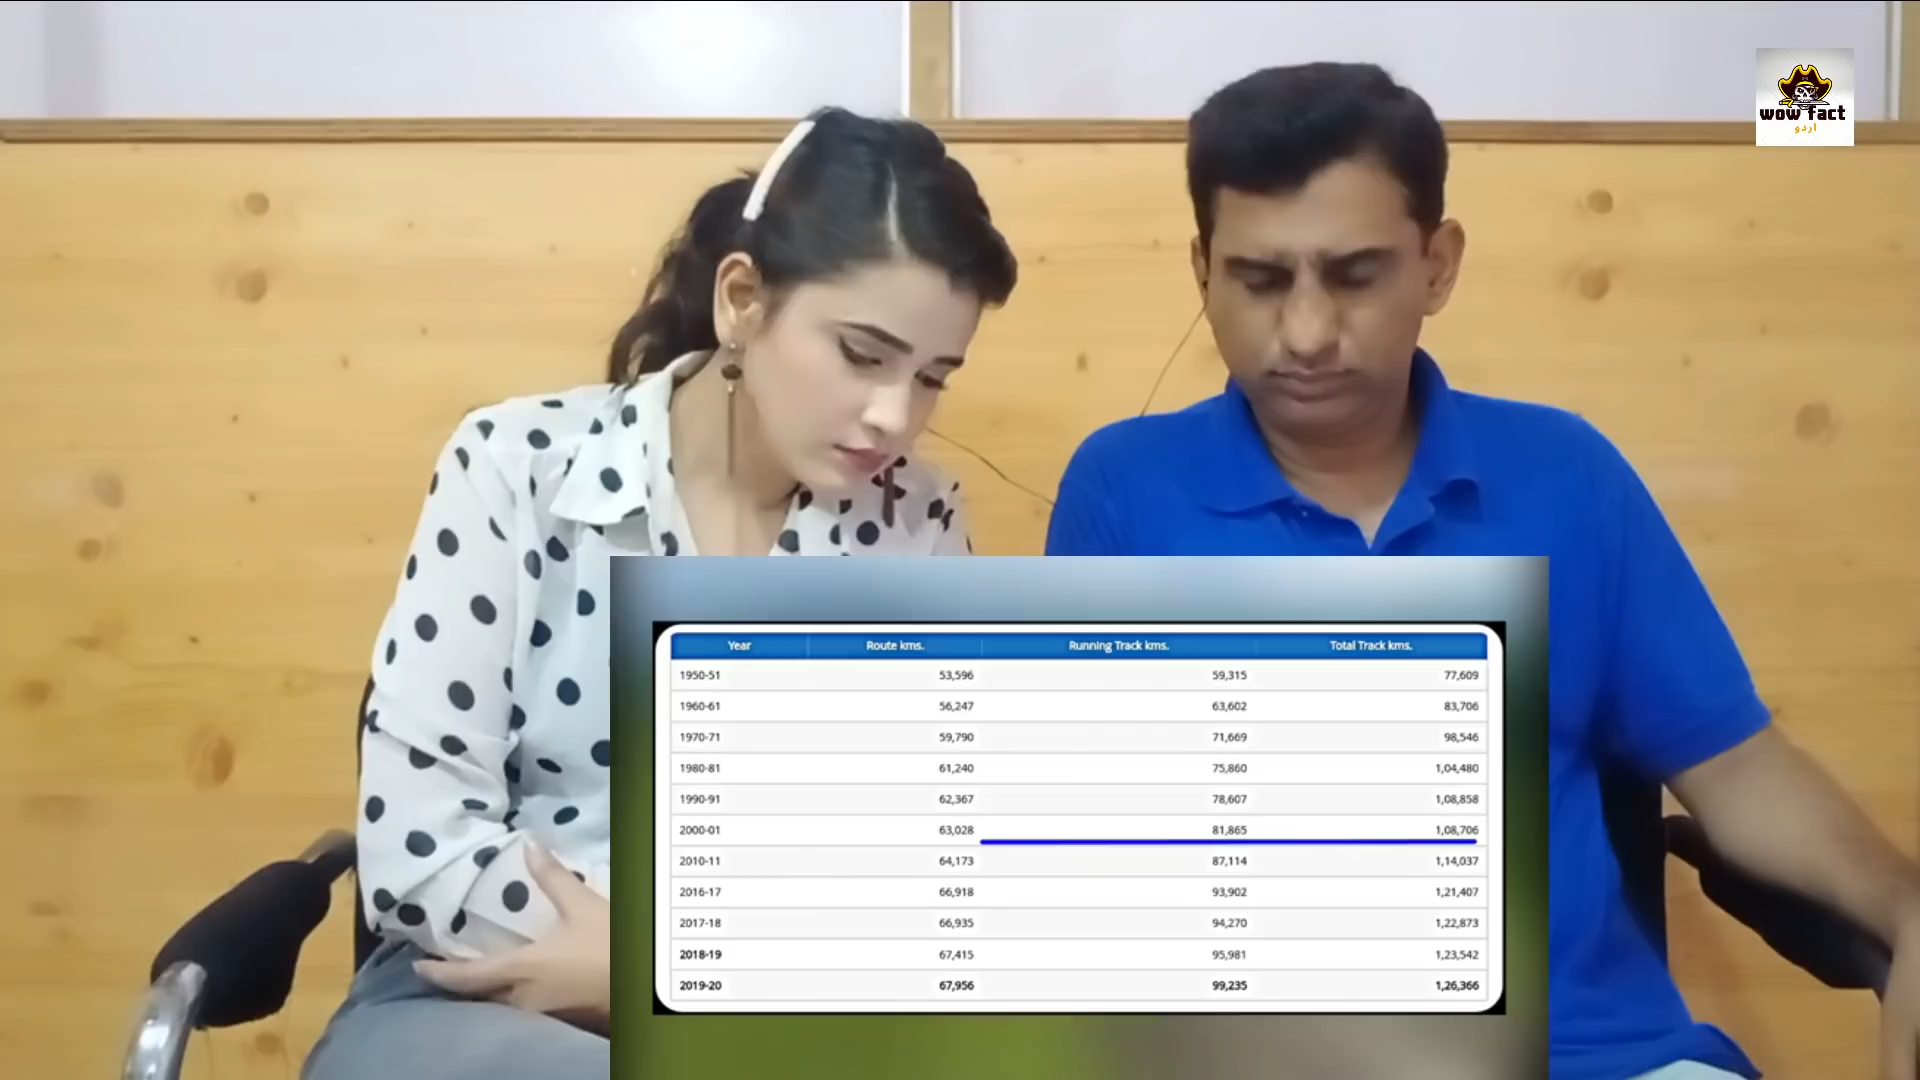 wow fact
اردو
Year Route kms. Running Track kms. Total Track kms.
1950-51 53,596 59,315 77,609
1960-61 56,247 63,602 83,706
1970-71 59,790 71,669 98,546
1980-81 61,240 75,860 1,04,480
1990-91 62,367 78,607 1,08,858
2000-01 63,028 81,865 1,08,706
2010-11 64,173 87,114 1,14,037
2016-17 66,918 93,902 1,21,407
2017-18 66,935 94,270 1,22,873
2018-19 67,415 95,981 1,23,542
2019-20 67,956 99,235 1,26,366